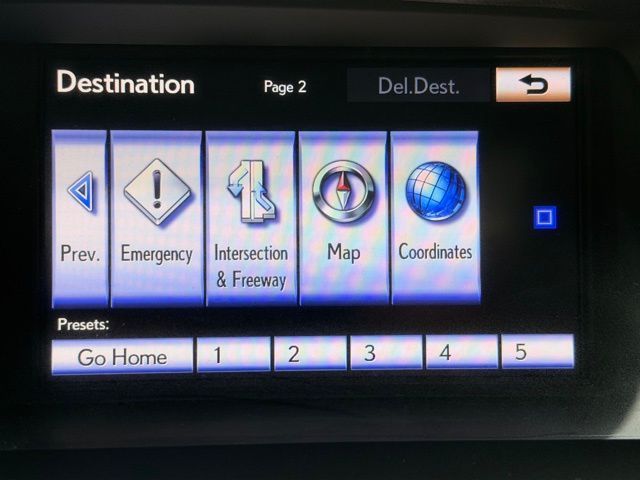 Destination
Page 2
Del.Dest.
Prev.
Emergency
Intersection
& Freeway
Map
Coordinates
Presets:
Go Home
1
2
3
4
5